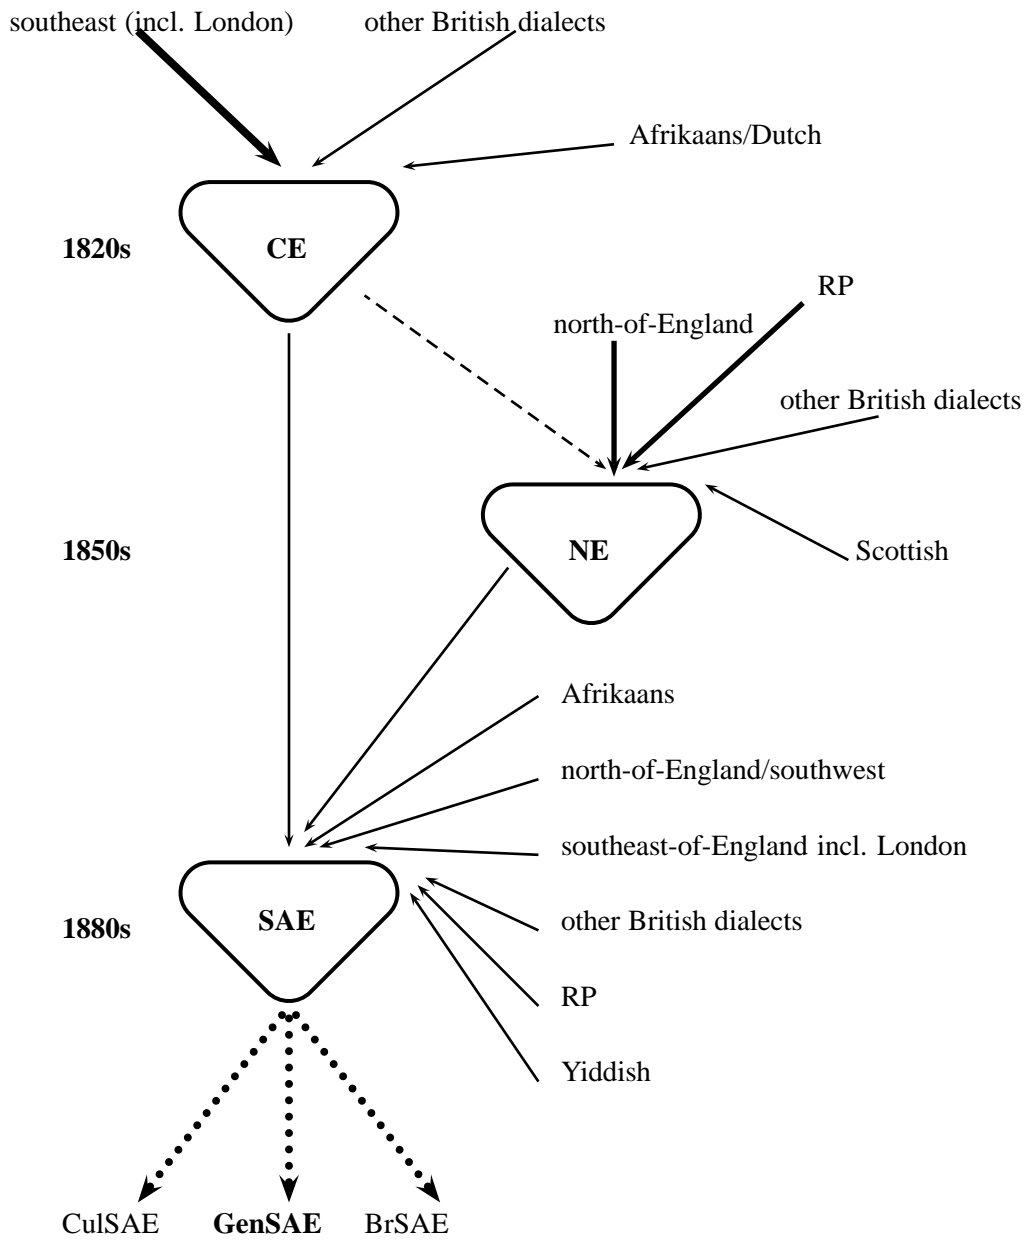 southeast (incl. London) other British dialects
Afrikaans/Dutch
1820s CE
RP
north-of-England
other British dialects
1850s NE Scottish
Afrikaans
north-of-England/southwest
southeast-of-England incl. London
1880s SAE other British dialects
RP
Yiddish
CulSAE GenSAE BrSAE